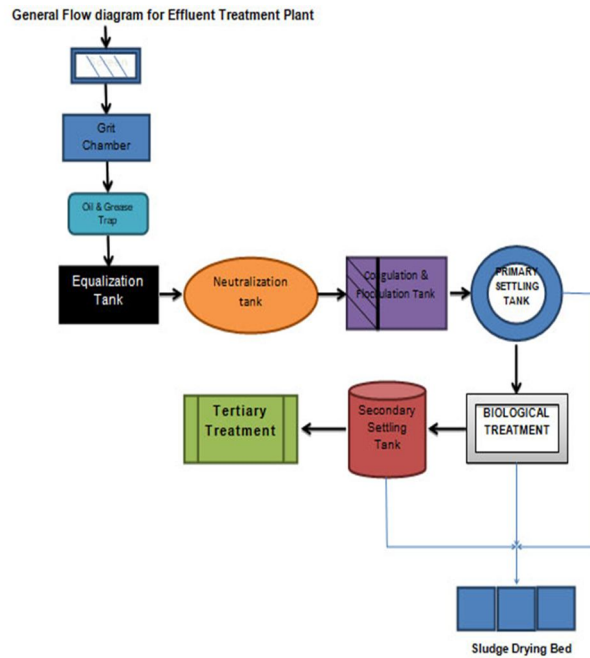 General Flow diagram for Effluent Treatment Plant
Grit
Chamber
Oil & Grease
Trap
Equalization
Tank
Neutralization
tank
Coagulation &
Flocculation Tank
PRIMARY
SETTLING
TANK
Tertiary
Treatment
Secondary
Settling
Tank
BIOLOGICAL
TREATMENT
Sludge Drying Bed